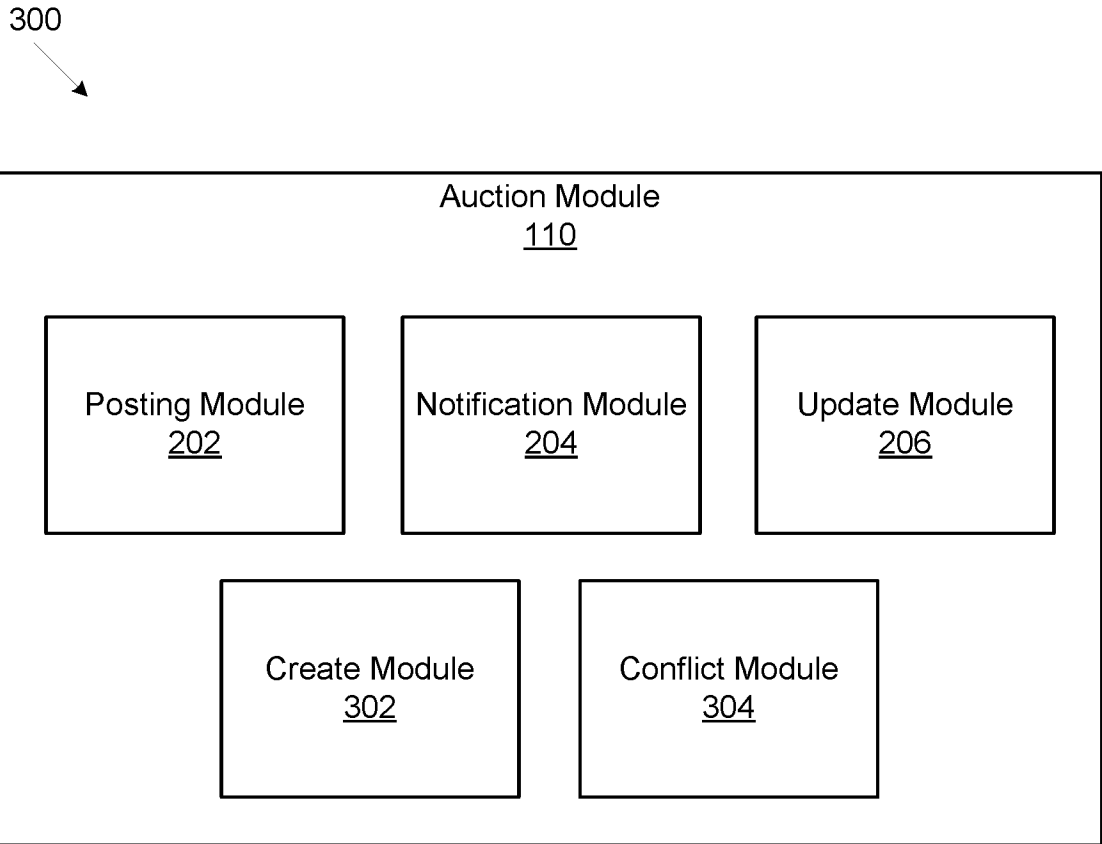 300
Auction Module
110
Posting Module
202
Notification Module
204
Update Module
206
Create Module
302
Conflict Module
304